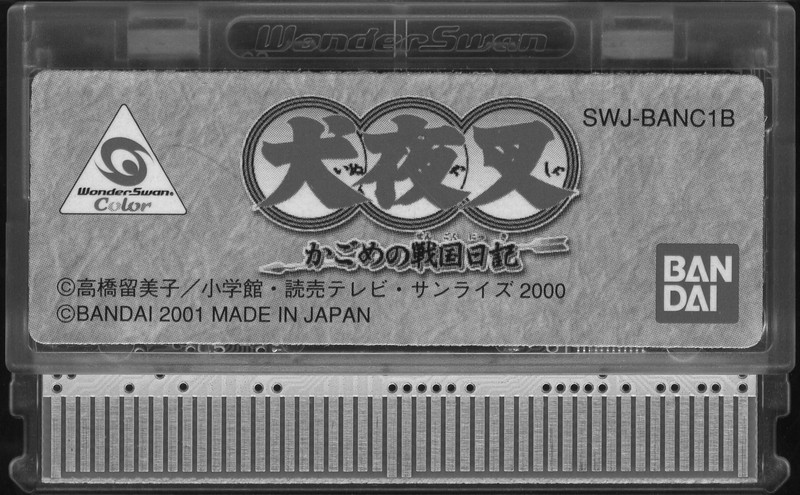 WonderSwan
SWJ-BANC1B
犬夜叉
いぬ や しゃ
WonderSwan
Color
せん ごく にっ き
かごめの戦国日記
BAN
DAI
©高橋留美子／小学館・読売テレビ・サンライズ 2000
©BANDAI 2001 MADE IN JAPAN